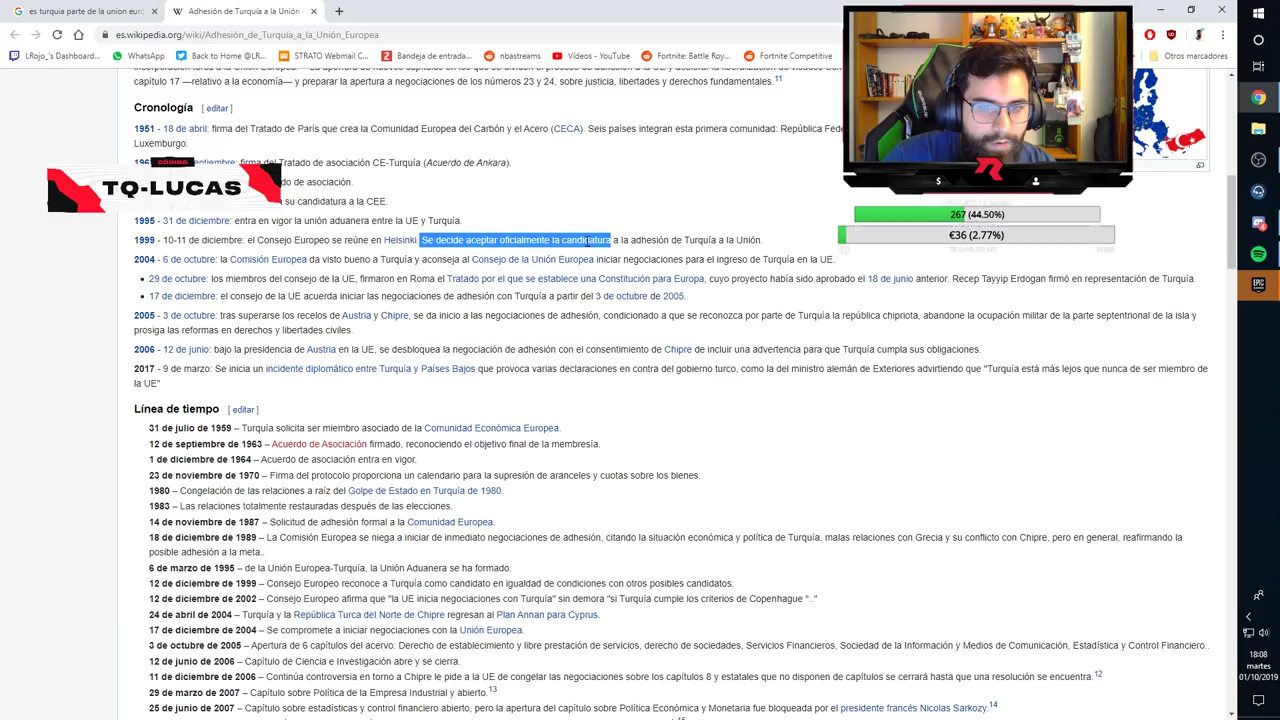 es turquia parte de la union euro
Adhesión de Turquía a la Unión E
es.wikipedia.org/wiki/Adhesión_de_Turquía_a_la_Unión_Europea
LRojo_'s Dashboard...
WhatsApp
Back to Home @LR...
STRATO Kommunika...
Bandeja de entrada...
nbastreams
Vídeos - YouTube
Fortnite: Battle Roy...
Fortnite Competitive
Otros marcadores
capítulo 17 —relativo a la economía— y preparar la apertura a negociaciones de los números 23 y 24, sobre justicia, libertades y derechos fundamentales.11
Cronología [ editar ]
1951 - 18 de abril: firma del Tratado de París que crea la Comunidad Europea del Carbón y el Acero (CECA). Seis países integran esta primera comunidad: República Fede
Luxemburgo.
septiembre: firma del Tratado de asociación CE-Turquía (Acuerdo de Ankara).
CÓDIGO
TQ-LUCAS
do de asociación.
su candidatura a la CEE.
1995 - 31 de diciembre: entra en vigor la unión aduanera entre la UE y Turquía.
267 (44.50%)
€36 (2.77%)
1999 - 10-11 de diciembre: el Consejo Europeo se reúne en Helsinki. Se decide aceptar oficialmente la candidatura a la adhesión de Turquía a la Unión.
2004 - 6 de octubre: la Comisión Europea da visto bueno a Turquía y aconseja al Consejo de la Unión Europea iniciar negociaciones para el ingreso de Turquía en la UE.
29 de octubre: los miembros del consejo de la UE, firmaron en Roma el Tratado por el que se establece una Constitución para Europa, cuyo proyecto había sido aprobado el 18 de junio anterior. Recep Tayyip Erdogan firmó en representación de Turquía.
17 de diciembre: el consejo de la UE acuerda iniciar las negociaciones de adhesión con Turquía a partir del 3 de octubre de 2005.
2005 - 3 de octubre: tras superarse los recelos de Austria y Chipre, se da inicio a las negociaciones de adhesión, condicionado a que se reconozca por parte de Turquía la república chipriota, abandone la ocupación militar de la parte septentrional de la isla y
prosiga las reformas en derechos y libertades civiles.
2006 - 12 de junio: bajo la presidencia de Austria en la UE, se desbloquea la negociación de adhesión con el consentimiento de Chipre de incluir una advertencia para que Turquía cumpla sus obligaciones.
2017 - 9 de marzo: Se inicia un incidente diplomático entre Turquía y Países Bajos que provoca varias declaraciones en contra del gobierno turco, como la del ministro alemán de Exteriores advirtiendo que "Turquía está más lejos que nunca de ser miembro de
la UE"
Línea de tiempo [ editar ]
31 de julio de 1959 – Turquía solicita ser miembro asociado de la Comunidad Económica Europea.
12 de septiembre de 1963 – Acuerdo de Asociación firmado, reconociendo el objetivo final de la membresía.
1 de diciembre de 1964 – Acuerdo de asociación entra en vigor.
23 de noviembre de 1970 – Firma del protocolo proporciona un calendario para la supresión de aranceles y cuotas sobre los bienes.
1980 – Congelación de las relaciones a raíz del Golpe de Estado en Turquía de 1980.
1983 – Las relaciones totalmente restauradas después de las elecciones.
14 de noviembre de 1987 – Solicitud de adhesión formal a la Comunidad Europea.
18 de diciembre de 1989 – La Comisión Europea se niega a iniciar de inmediato negociaciones de adhesión, citando la situación económica y política de Turquía, malas relaciones con Grecia y su conflicto con Chipre, pero en general, reafirmando la
posible adhesión a la meta..
6 de marzo de 1995 – de la Unión Europea-Turquía, la Unión Aduanera se ha formado.
12 de diciembre de 1999 – Consejo Europeo reconoce a Turquía como candidato en igualdad de condiciones con otros posibles candidatos.
12 de diciembre de 2002 – Consejo Europeo afirma que "la UE inicia negociaciones con Turquía" sin demora "si Turquía cumple los criterios de Copenhague ".."
24 de abril de 2004 – Turquía y la República Turca del Norte de Chipre regresan al Plan Annan para Cyprus.
17 de diciembre de 2004 – Se compromete a iniciar negociaciones con la Unión Europea.
3 de octubre de 2005 – Apertura de 6 capítulos del acervo: Derecho de establecimiento y libre prestación de servicios, derecho de sociedades, Servicios Financieros, Sociedad de la Información y Medios de Comunicación, Estadística y Control Financiero..
12 de junio de 2006 – Capítulo de Ciencia e Investigación abre y se cierra.
11 de diciembre de 2006 – Continúa controversia en torno a Chipre le pide a la UE de congelar las negociaciones sobre los capítulos 8 y estatales que no disponen de capítulos se cerrará hasta que una resolución se encuentra.12
29 de marzo de 2007 – Capítulo sobre Política de la Empresa Industrial y abierto.13
25 de junio de 2007 – Capítulo sobre estadísticas y control financiero abierto, pero la apertura del capítulo sobre Política Económica y Monetaria fue bloqueada por el presidente francés Nicolas Sarkozy.14
18:08
martes
01/10/2019